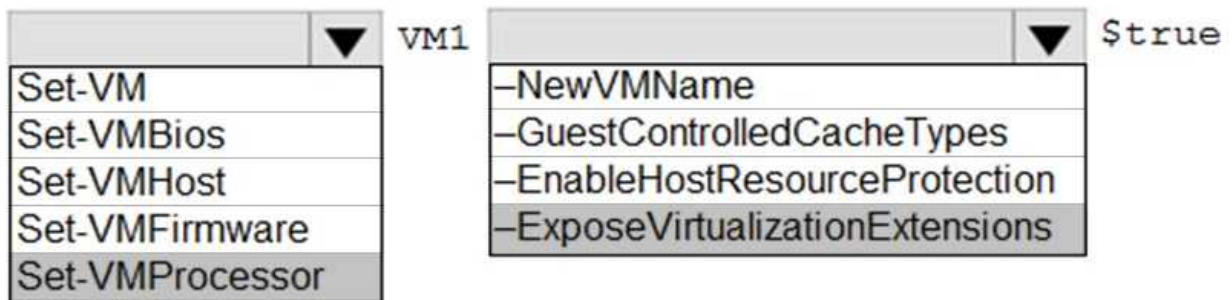 VM1 $true
Set-VM
Set-VMBios
Set-VMHost
Set-VMFirmware
Set-VMProcessor
–NewVMName
–GuestControlledCacheTypes
–EnableHostResourceProtection
–ExposeVirtualizationExtensions